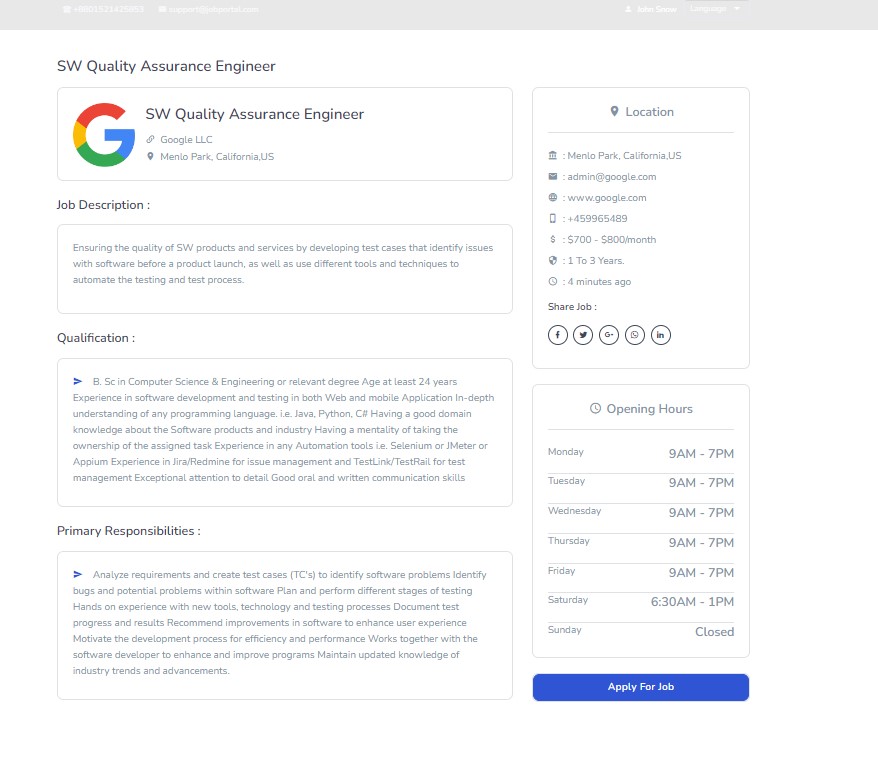 +8801521425853 support@jobportal.com John Snow Language
SW Quality Assurance Engineer
SW Quality Assurance Engineer
Google LLC
Menlo Park, California,US
Job Description :
Ensuring the quality of SW products and services by developing test cases that identify issues
with software before a product launch, as well as use different tools and techniques to
automate the testing and test process.
Qualification :
B. Sc in Computer Science & Engineering or relevant degree Age at least 24 years
Experience in software development and testing in both Web and mobile Application In-depth
understanding of any programming language. i.e. Java, Python, C# Having a good domain
knowledge about the Software products and industry Having a mentality of taking the
ownership of the assigned task Experience in any Automation tools i.e. Selenium or JMeter or
Appium Experience in Jira/Redmine for issue management and TestLink/TestRail for test
management Exceptional attention to detail Good oral and written communication skills
Primary Responsibilities :
Analyze requirements and create test cases (TC's) to identify software problems Identify
bugs and potential problems within software Plan and perform different stages of testing
Hands on experience with new tools, technology and testing processes Document test
progress and results Recommend improvements in software to enhance user experience
Motivate the development process for efficiency and performance Works together with the
software developer to enhance and improve programs Maintain updated knowledge of
industry trends and advancements.
Location
: Menlo Park, California,US
: admin@google.com
: www.google.com
: +459965489
: $700 - $800/month
: 1 To 3 Years.
: 4 minutes ago
Share Job :
Opening Hours
Monday 9AM - 7PM
Tuesday 9AM - 7PM
Wednesday 9AM - 7PM
Thursday 9AM - 7PM
Friday 9AM - 7PM
Saturday 6:30AM - 1PM
Sunday Closed
Apply For Job